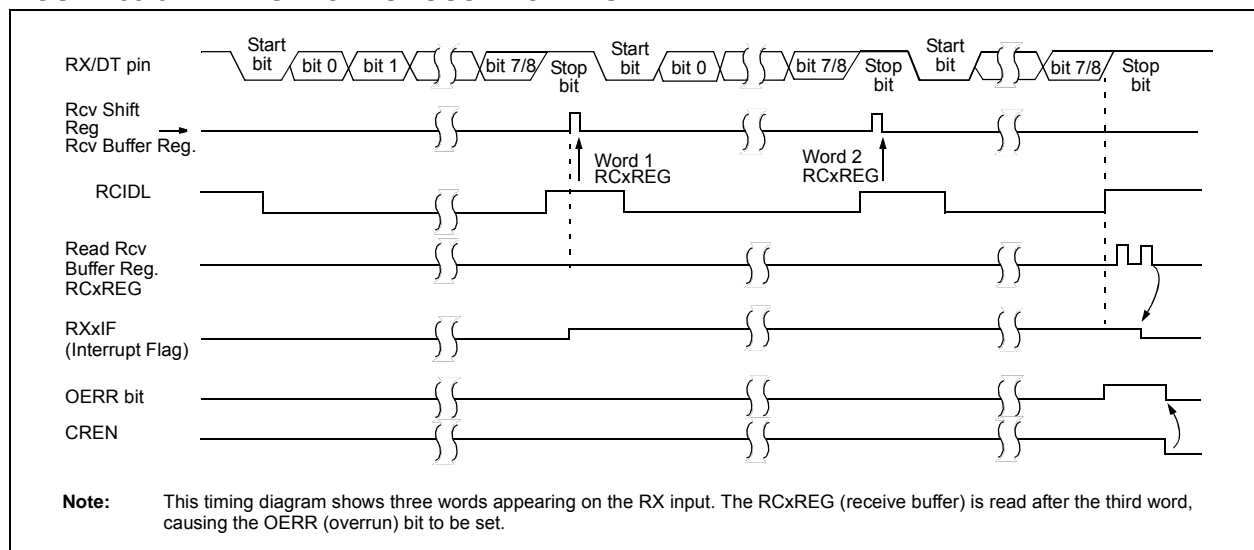 Start bit bit 0 bit 1 bit 7/8 Stop bit Start bit bit 0 bit 7/8 Stop bit Start bit bit 7/8 Stop bit
RX/DT pin
Rcv Shift
Reg
Rcv Buffer Reg.
Word 1
RCxREG
Word 2
RCxREG
RCIDL
Read Rcv
Buffer Reg.
RCxREG
RXxIF
(Interrupt Flag)
OERR bit
CREN
Note: This timing diagram shows three words appearing on the RX input. The RCxREG (receive buffer) is read after the third word,
causing the OERR (overrun) bit to be set.